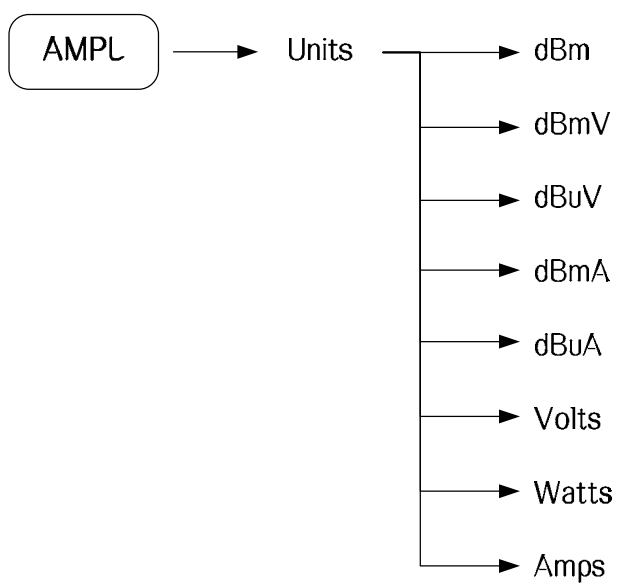 AMPL Units dBm
dBmV
dBuV
dBmA
dBuA
Volts
Watts
Amps